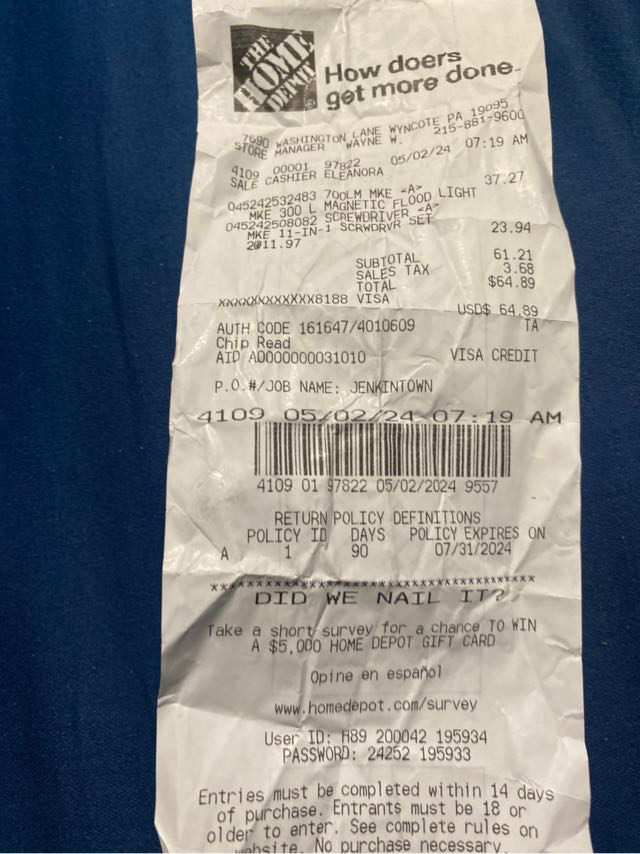 THE
HOME
DEPOT
How doers
get more done.
7690 WASHINGTON LANE WYNCOTE PA 19095
STORE MANAGER WAYNE W. 215-881-9600
4109 00001 97822 05/02/24 07:19 AM
SALE CASHIER ELEANORA
045242532483 700LM MKE <A> 37.27
MKE 300 L MAGNETIC FLOOD LIGHT
045242508082 SCREWDRIVER <A>
MKE 11-IN-1 SCRWDRVR SET
2@11.97 23.94
SUBTOTAL 61.21
SALES TAX 3.68
TOTAL $64.89
XXXXXXXXXXXX8188 VISA
USD$ 64.89
AUTH CODE 161647/4010609 TA
Chip Read
AID A0000000031010 VISA CREDIT
P.O.#/JOB NAME: JENKINTOWN
4109 05/02/24 07:19 AM
4109 01 97822 05/02/2024 9557
RETURN POLICY DEFINITIONS
POLICY ID DAYS POLICY EXPIRES ON
A 1 90 07/31/2024
DID WE NAIL IT?
Take a short survey for a chance TO WIN
A $5,000 HOME DEPOT GIFT CARD
Opine en español
www.homedepot.com/survey
User ID: H89 200042 195934
PASSWORD: 24252 195933
Entries must be completed within 14 days
of purchase. Entrants must be 18 or
older to enter. See complete rules on
website. No purchase necessary.